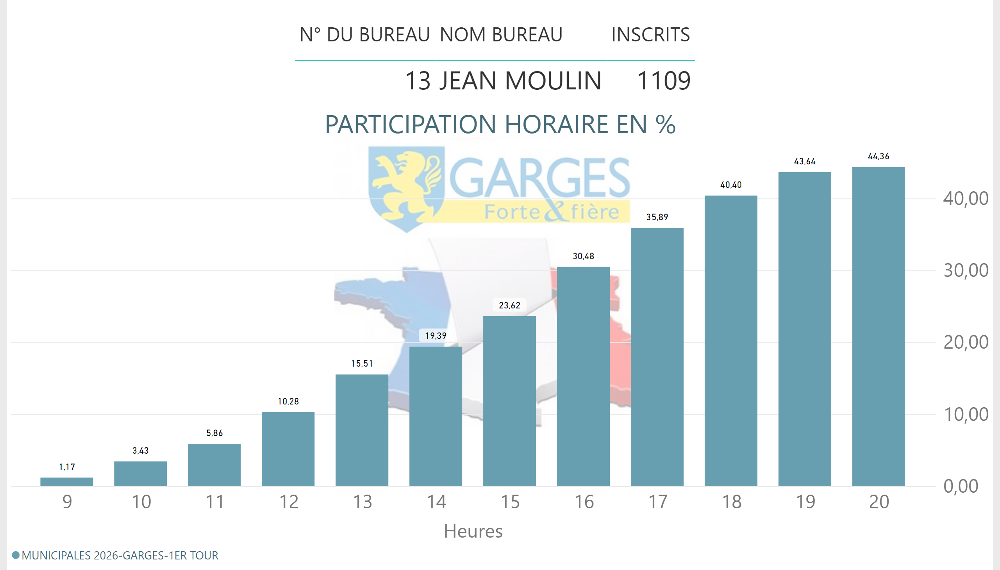 N° DU BUREAU NOM BUREAU INSCRITS
13 JEAN MOULIN 1109
PARTICIPATION HORAIRE EN %
GARGES
Forte & fière
44,36
43,64
40,40
40,00
35,89
30,48
30,00
23,62
19,39
20,00
15,51
10,28
10,00
5,86
3,43
1,17
0,00
9 10 11 12 13 14 15 16 17 18 19 20
Heures
MUNICIPALES 2026-GARGES-1ER TOUR